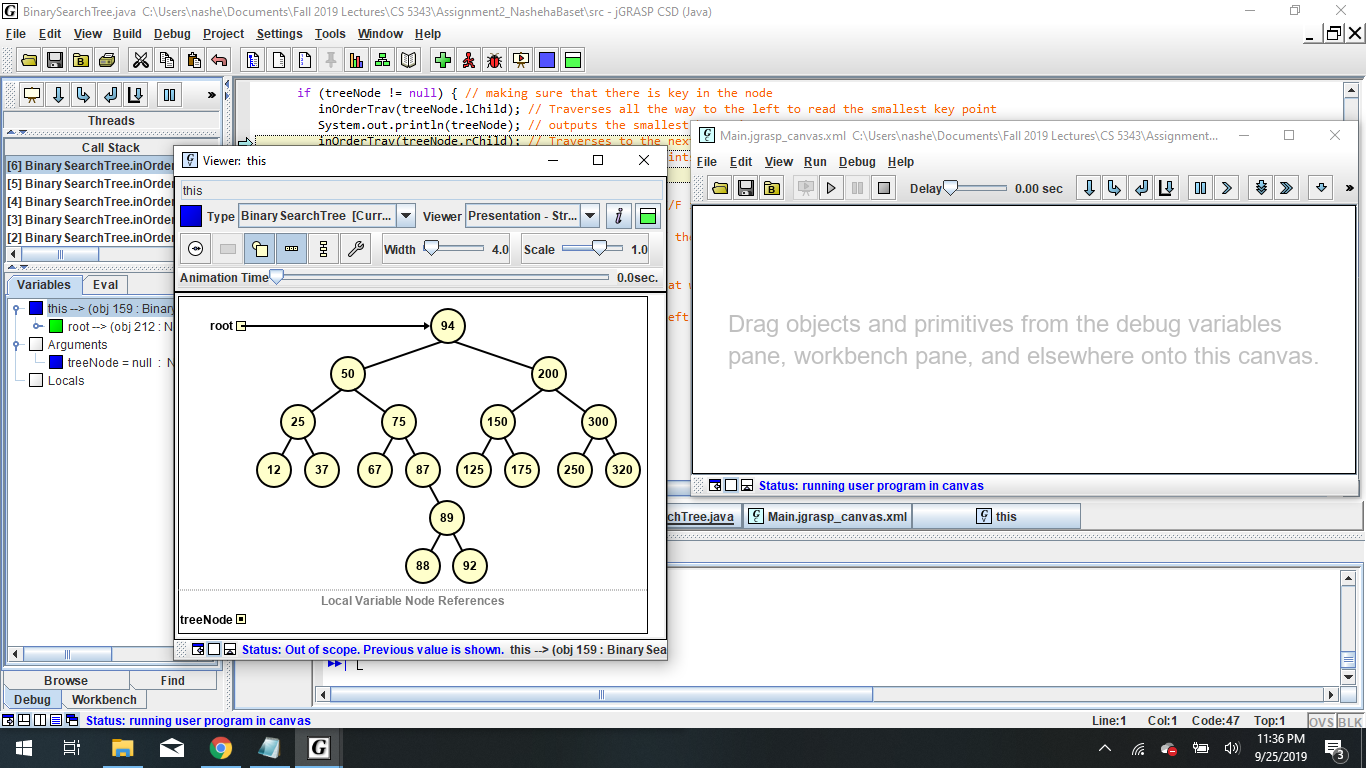 BinarySearchTree.java  C:\Users\nashe\Documents\Fall 2019 Lectures\CS 5343\Assignment2_NashehaBaset\src - jGRASP CSD (Java)
File Edit View Build Debug Project Settings Tools Window Help
»
Threads
Call Stack
[6] BinarySearchTree.inOrde
[5] BinarySearchTree.inOrde
[4] BinarySearchTree.inOrde
[3] BinarySearchTree.inOrde
[2] BinarySearchTree.inOrde
Variables Eval
this --> (obj 159 : Binary
root --> (obj 212 : N
Arguments
treeNode = null : N
Locals
Browse Find
Debug Workbench
if (treeNode != null) { // making sure that there is key in the node
inOrderTrav(treeNode.lChild); // Traverses all the way to the left to read the smallest key point
System.out.println(treeNode); // outputs the smallest
inOrderTrav(treeNode.rChild); // Traverses to the next
Viewer: this
this
Type BinarySearchTree [Curr... Viewer Presentation - Str...
Width 4.0 Scale 1.0
Animation Time 0.0sec.
root 94
50 200
25 75 150 300
12 37 67 87 125 175 250 320
89
88 92
Local Variable Node References
treeNode
Status: Out of scope. Previous value is shown. this --> (obj 159 : BinarySea
Main.jgrasp_canvas.xml  C:\Users\nashe\Documents\Fall 2019 Lectures\CS 5343\Assignment...
File Edit View Run Debug Help
Delay 0.00 sec »
Drag objects and primitives from the debug variables
pane, workbench pane, and elsewhere onto this canvas.
Status: running user program in canvas
chTree.java Main.jgrasp_canvas.xml this
Status: running user program in canvas
Line:1 Col:1 Code:47 Top:1 OVS BLK
11:36 PM
9/25/2019
3